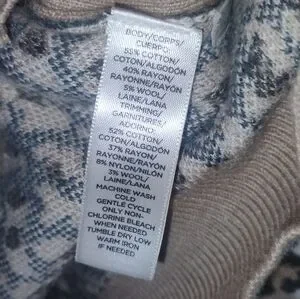 BODY/CORPS/
CUERPO:
55% COTTON/
COTON/ALGODÓN
40% RAYON/
RAYONNE/RAYÓN
5% WOOL/
LAINE/LANA
TRIMMING/
GARNITURES/
ADORNO:
52% COTTON/
COTON/ALGODÓN
37% RAYON/
RAYONNE/RAYÓN
8% NYLON/NILÓN
3% WOOL/
LAINE/LANA
MACHINE WASH
COLD
GENTLE CYCLE
ONLY NON-
CHLORINE BLEACH
WHEN NEEDED
TUMBLE DRY LOW
WARM IRON
IF NEEDED